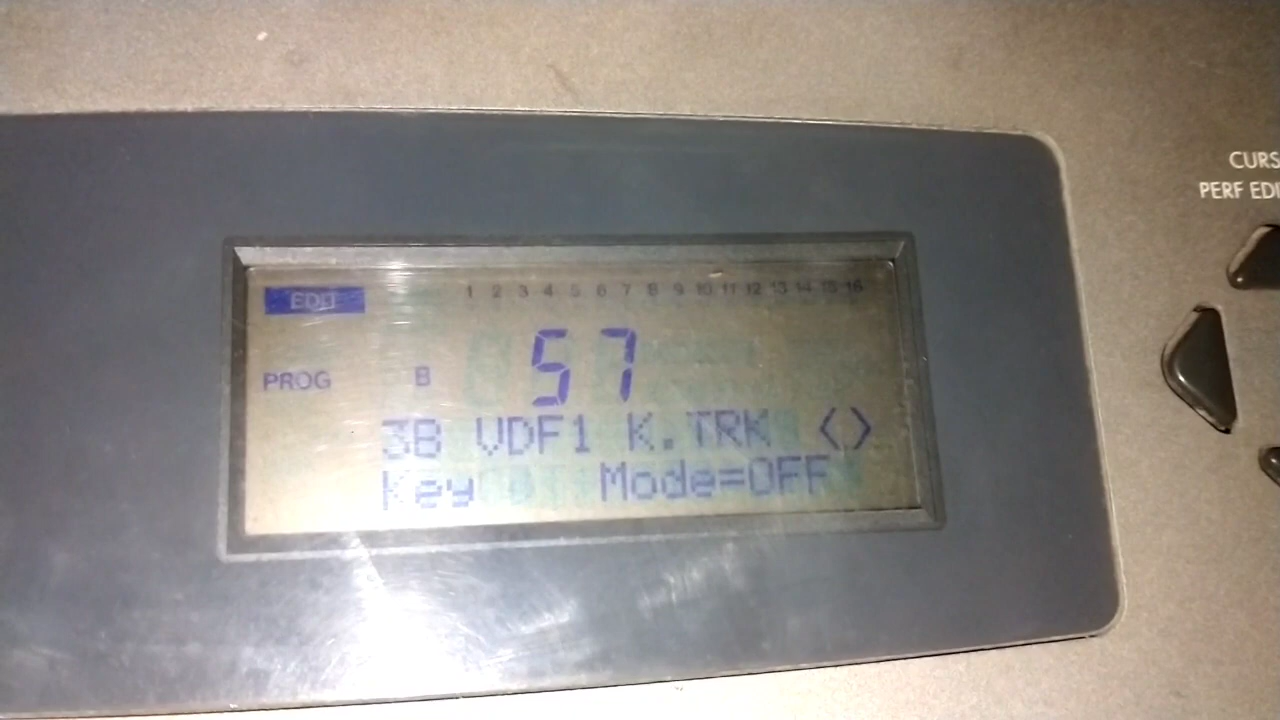 CURS
PERF EDI
EDIT 1 2 3 4 5 6 7 8 9 10 11 12 13 14 15 16
PROG B 57
3B VDF1 K.TRK <>
Key Mode=OFF